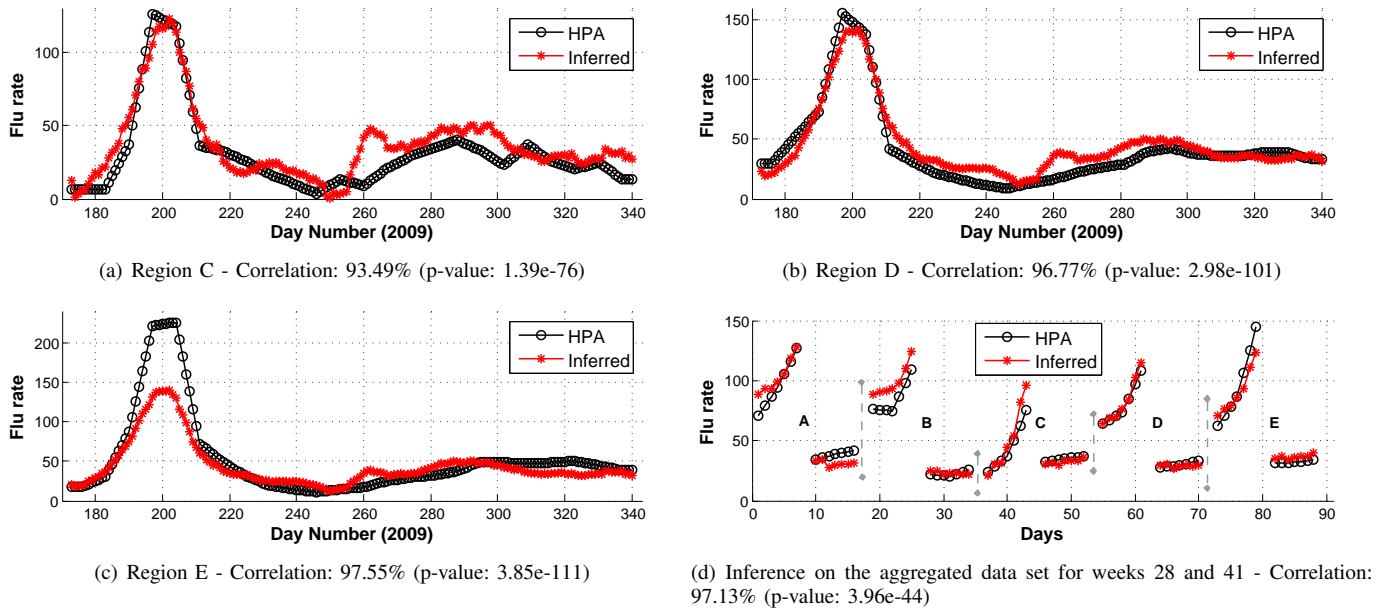 HPA
Inferred
150
100
50
0
Flu rate
180 200 220 240 260 280 300 320 340
Day Number (2009)
(a) Region C - Correlation: 93.49% (p-value: 1.39e-76)
HPA
Inferred
150
100
50
0
Flu rate
180 200 220 240 260 280 300 320 340
Day Number (2009)
(b) Region D - Correlation: 96.77% (p-value: 2.98e-101)
HPA
Inferred
200
150
100
50
0
Flu rate
180 200 220 240 260 280 300 320 340
Day Number (2009)
(c) Region E - Correlation: 97.55% (p-value: 3.85e-111)
HPA
Inferred
150
100
50
0
Flu rate
A B C D E
0 10 20 30 40 50 60 70 80 90
Days
(d) Inference on the aggregated data set for weeks 28 and 41 - Correlation:
97.13% (p-value: 3.96e-44)